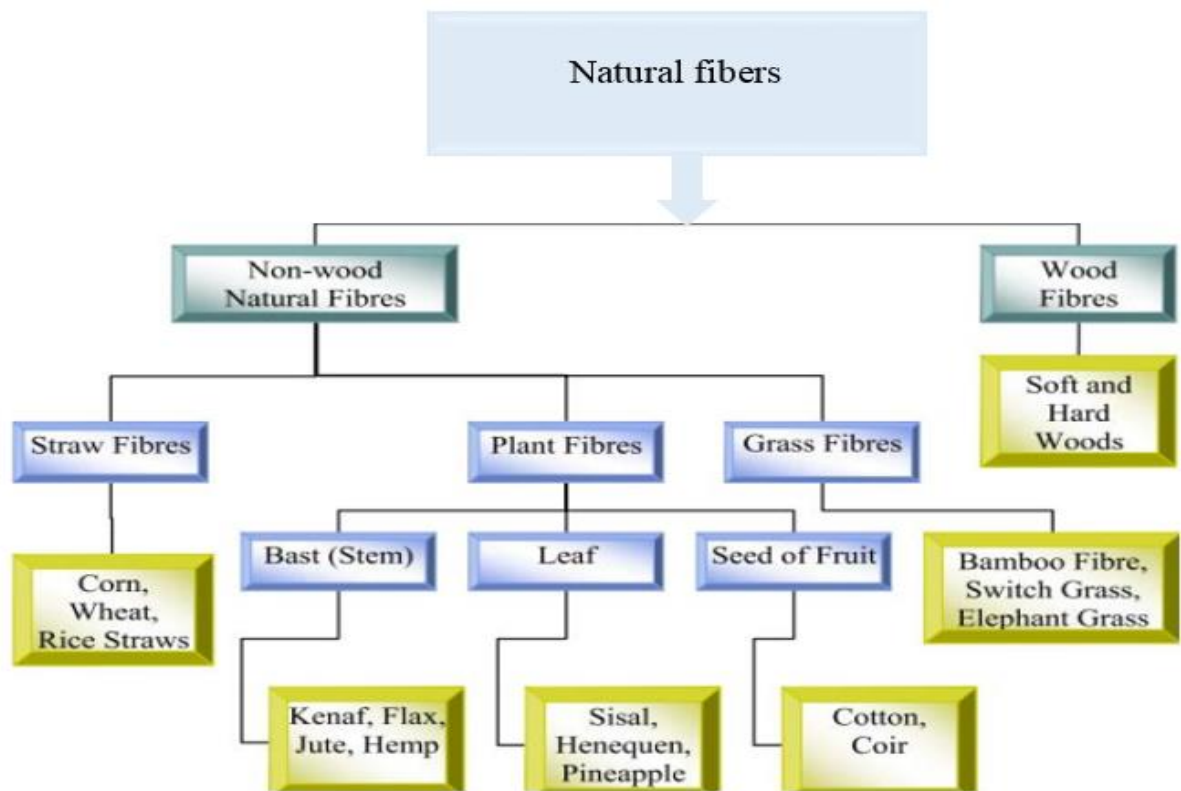 Natural fibers
Non-wood
Natural Fibres
Wood
Fibres
Soft and
Hard
Woods
Straw Fibres
Plant Fibres
Grass Fibres
Bast (Stem)
Leaf
Seed of Fruit
Corn,
Wheat,
Rice Straws
Bamboo Fibre,
Switch Grass,
Elephant Grass
Kenaf, Flax,
Jute, Hemp
Sisal,
Henequen,
Pineapple
Cotton,
Coir